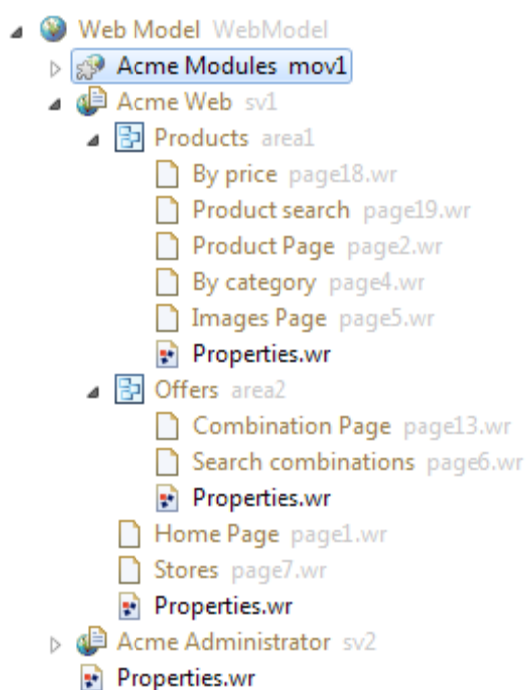 Web Model WebModel
Acme Modules mov1
Acme Web sv1
Products area1
By price page18.wr
Product search page19.wr
Product Page page2.wr
By category page4.wr
Images Page page5.wr
Properties.wr
Offers area2
Combination Page page13.wr
Search combinations page6.wr
Properties.wr
Home Page page1.wr
Stores page7.wr
Properties.wr
Acme Administrator sv2
Properties.wr